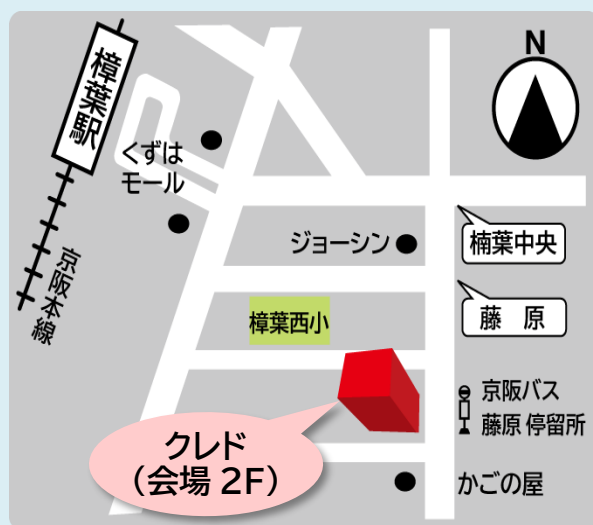 N
樟葉駅
くずは
モール
ジョーシン
楠葉中央
京阪本線
藤 原
樟葉西小
京阪バス
藤原 停留所
クレド
(会場 2F)
かごの屋